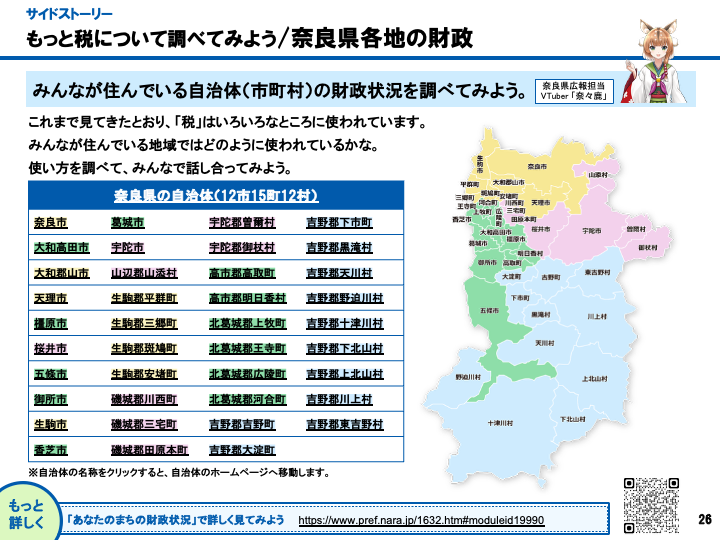 サイドストーリー
もっと税について調べてみよう/奈良県各地の財政
みんなが住んでいる自治体(市町村)の財政状況を調べてみよう。
奈良県広報担当
VTuber「奈々鹿」
これまで見てきたとおり、「税」はいろいろなところに使われています。
みんなが住んでいる地域ではどのように使われているかな。
使い方を調べて、みんなで話し合ってみよう。
奈良県の自治体(12市15町12村)
奈良市 葛城市 宇陀郡曽爾村 吉野郡下市町
大和高田市 宇陀市 宇陀郡御杖村 吉野郡黒滝村
大和郡山市 山辺郡山添村 高市郡高取町 吉野郡天川村
天理市 生駒郡平群町 高市郡明日香村 吉野郡野迫川村
橿原市 生駒郡三郷町 北葛城郡上牧町 吉野郡十津川村
桜井市 生駒郡斑鳩町 北葛城郡王寺町 吉野郡下北山村
五條市 生駒郡安堵町 北葛城郡広陵町 吉野郡上北山村
御所市 磯城郡川西町 北葛城郡河合町 吉野郡川上村
生駒市 磯城郡三宅町 吉野郡吉野町 吉野郡東吉野村
香芝市 磯城郡田原本町 吉野郡大淀町
※自治体の名称をクリックすると、自治体のホームページへ移動します。
生駒市
奈良市
山添村
平群町
大和郡山市
斑鳩町
安堵町
三郷町
河合町
川西町
天理市
王寺町
上牧町
広陵町
三宅町
田原本町
香芝市
大和高田市
桜井市
宇陀市
曽爾村
葛城市
橿原市
御杖村
明日香村
御所市
高取町
大淀町
吉野町
東吉野村
下市町
五條市
黒滝村
川上村
天川村
野迫川村
上北山村
十津川村
下北山村
もっと
詳しく
「あなたのまちの財政状況」で詳しく見てみよう https://www.pref.nara/1632.htm#moduleid19990
26